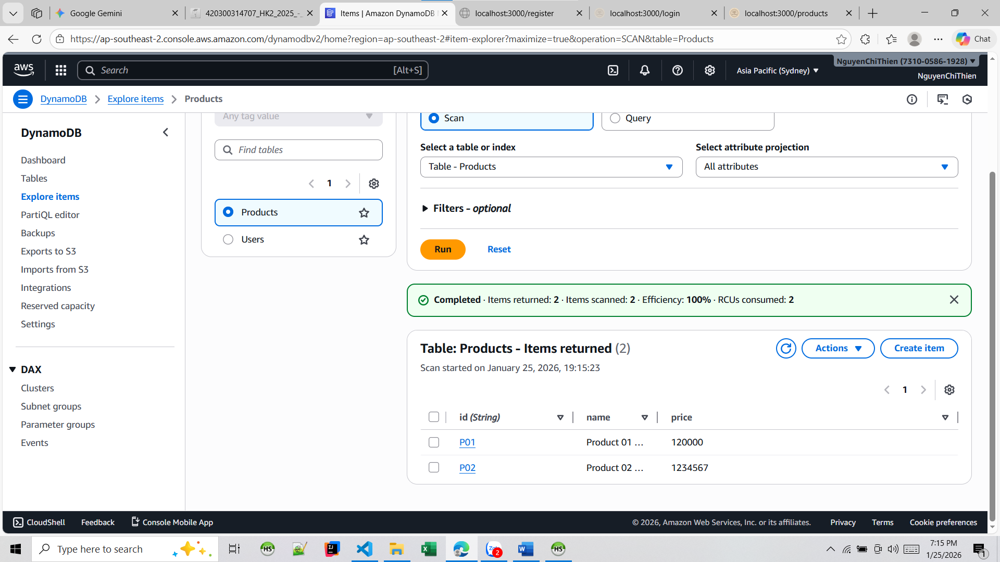 Google Gemini
420300314707_HK2_2025_-_
Items | Amazon DynamoDB
localhost:3000/register
localhost:3000/login
localhost:3000/products
https://ap-southeast-2.console.aws.amazon.com/dynamodbv2/home?region=ap-southeast-2#item-explorer?maximize=true&operation=SCAN&table=Products
Chat
aws
Search
[Alt+S]
Asia Pacific (Sydney)
NguyenChiThien (7310-0586-1928)
NguyenChiThien
DynamoDB
Explore items
Products
DynamoDB
Dashboard
Tables
Explore items
PartiQL editor
Backups
Exports to S3
Imports from S3
Integrations
Reserved capacity
Settings
DAX
Clusters
Subnet groups
Parameter groups
Events
Any tag value
Find tables
1
Products
Users
Scan
Query
Select a table or index
Select attribute projection
Table - Products
All attributes
Filters - optional
Run
Reset
Completed · Items returned: 2 · Items scanned: 2 · Efficiency: 100% · RCUs consumed: 2
Table: Products - Items returned (2)
Actions
Create item
Scan started on January 25, 2026, 19:15:23
1
id (String)
name
price
P01
Product 01 ...
120000
P02
Product 02 ...
1234567
CloudShell
Feedback
Console Mobile App
© 2026, Amazon Web Services, Inc. or its affiliates.
Privacy
Terms
Cookie preferences
Type here to search
HS
2
HS
7:15 PM
1/25/2026
1